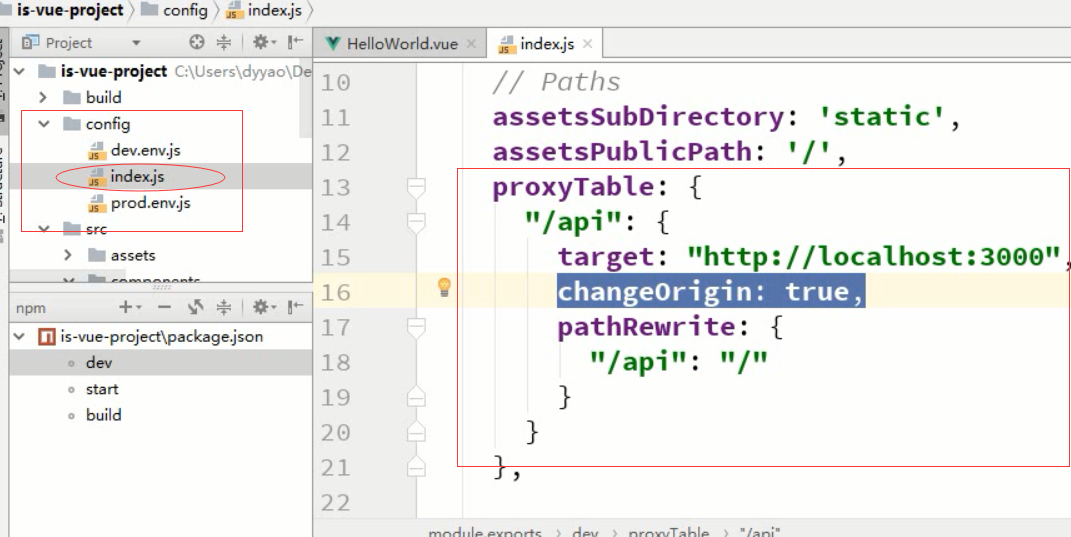 is-vue-project config index.js
Project
HelloWorld.vue index.js
is-vue-project C:\Users\dyyao\De
build
config
dev.env.js
index.js
prod.env.js
src
assets
components
npm
is-vue-project\package.json
dev
start
build
10 // Paths
11 assetsSubDirectory: 'static',
12 assetsPublicPath: '/',
13 proxyTable: {
14 "/api": {
15 target: "http://localhost:3000",
16 changeOrigin: true,
17 pathRewrite: {
18 "/api": "/"
19 }
20 }
21 },
22
module.exports dev proxyTable "/api"